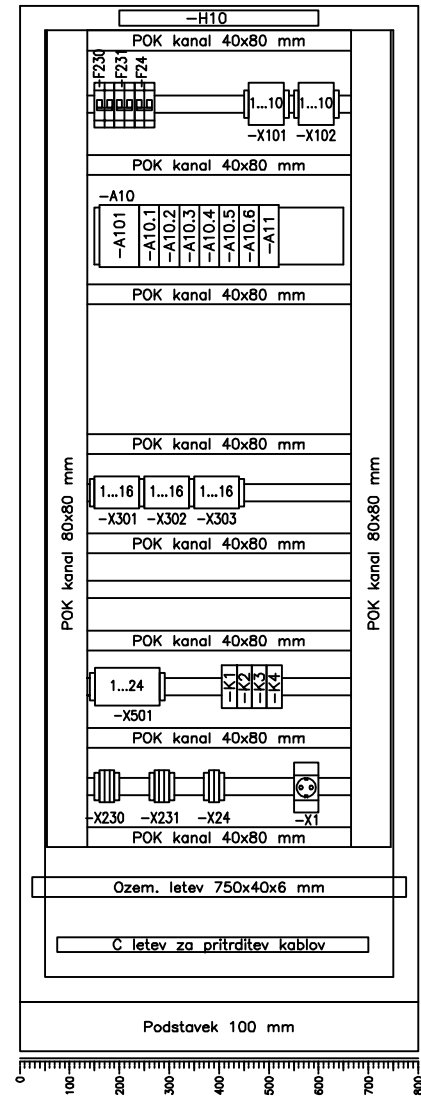 -H10
POK kanal 40x80 mm
-F230
-F231
-F24
1...10
1...10
-X101
-X102
POK kanal 40x80 mm
-A10
-A101
-A10.1
-A10.2
-A10.3
-A10.4
-A10.5
-A10.6
-A11
POK kanal 40x80 mm
POK kanal 40x80 mm
POK kanal 80x80 mm
POK kanal 80x80 mm
1...16
1...16
1...16
-X301
-X302
-X303
POK kanal 40x80 mm
POK kanal 40x80 mm
1...24
-X501
-K1
-K2
-K3
-K4
POK kanal 40x80 mm
-X230
-X231
-X24
-X1
POK kanal 40x80 mm
Ozem. letev 750x40x6 mm
C letev za pritrditev kablov
Podstavek 100 mm
0 100 200 300 400 500 600 700 800